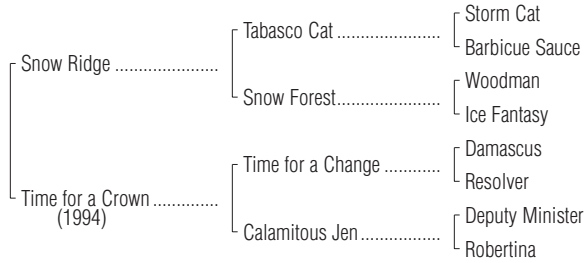 Storm Cat
Tabasco Cat ........................
Barbicue Sauce
Snow Ridge ........................
Woodman
Snow Forest........................
Ice Fantasy
Damascus
Time for a Change ............
Resolver
Time for a Crown ...............
(1994)
Deputy Minister
Calamitous Jen ..................
Robertina